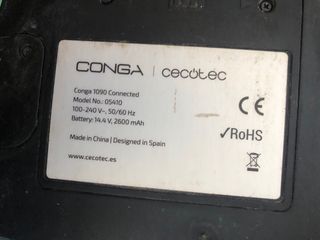 CONGA | cecotec
Conga 1090 Connected
Model No.: 05410
100-240 V~, 50/60 Hz
Battery: 14.4 V, 2600 mAh
Made in China | Designed in Spain
www.cecotec.es
CE
✓RoHS